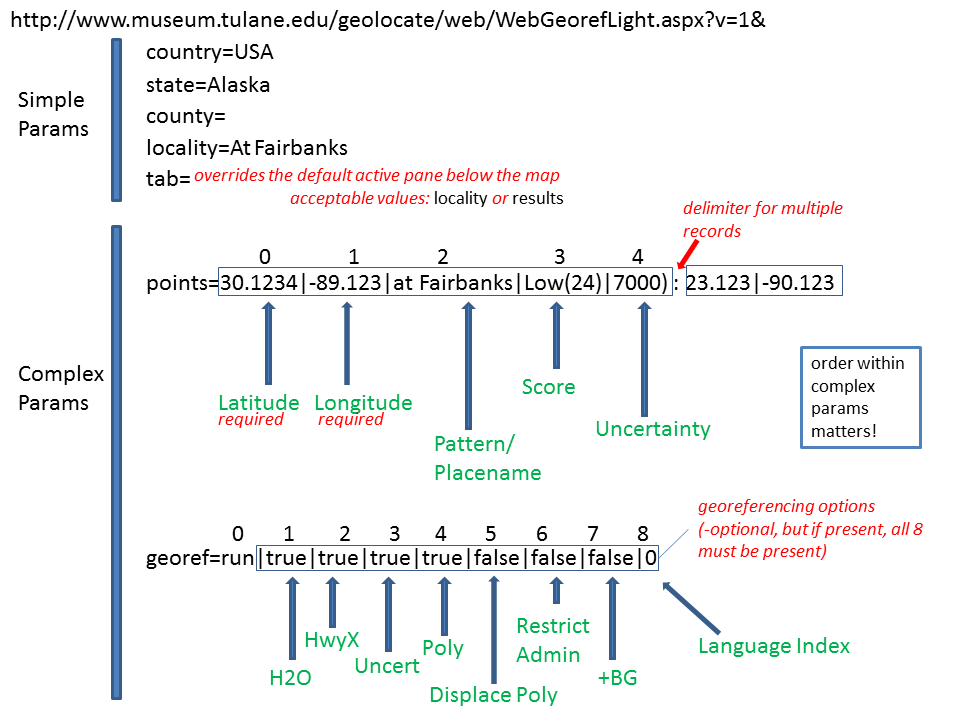 http://www.museum.tulane.edu/geolocate/web/WebGeorefLight.aspx?v=1&
Simple
Params
country=USA
state=Alaska
county=
locality=At Fairbanks
tab= overrides the default active pane below the map
acceptable values: locality or results
delimiter for multiple
records
0 1 2 3 4
points=30.1234|-89.123|at Fairbanks|Low(24)|7000) : 23.123|-90.123
Complex
Params
Latitude
required
Longitude
required
Pattern/
Placename
Score
Uncertainty
order within
complex
params
matters!
georeferencing options
(-optional, but if present, all 8
must be present)
0 1 2 3 4 5 6 7 8
georef=run|true|true|true|true|false|false|false|0
H2O
HwyX
Uncert
Poly
Displace Poly
Restrict
Admin
+BG
Language Index